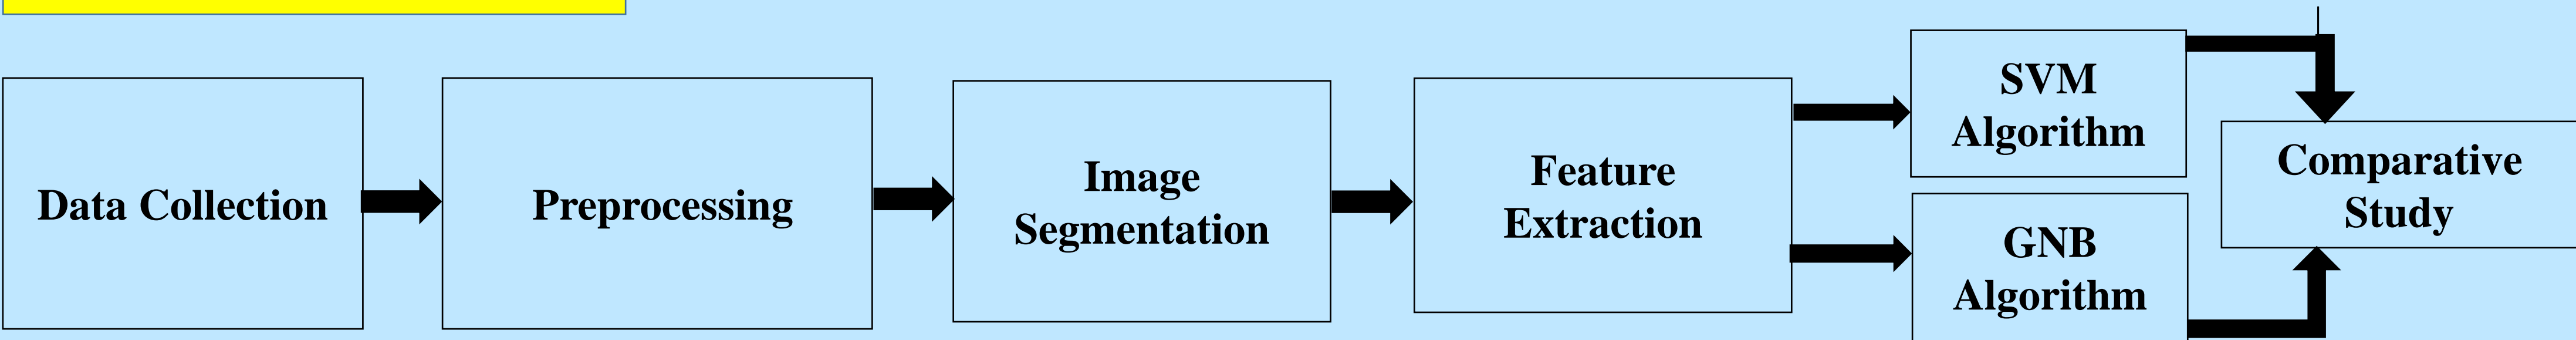 Data Collection
Preprocessing
Image
Segmentation
Feature
Extraction
SVM
Algorithm
GNB
Algorithm
Comparative
Study